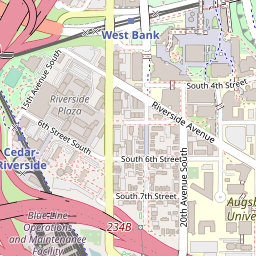 West Bank
South 4th Street
15th Avenue South
Riverside
Plaza
Riverside Avenue
6th Street South
Cedar-
Riverside
South 6th Street
South 7th Street
20th Avenue South
Augsb
Unive
Blue Line
Operations
and Maintenance
Facility
234B